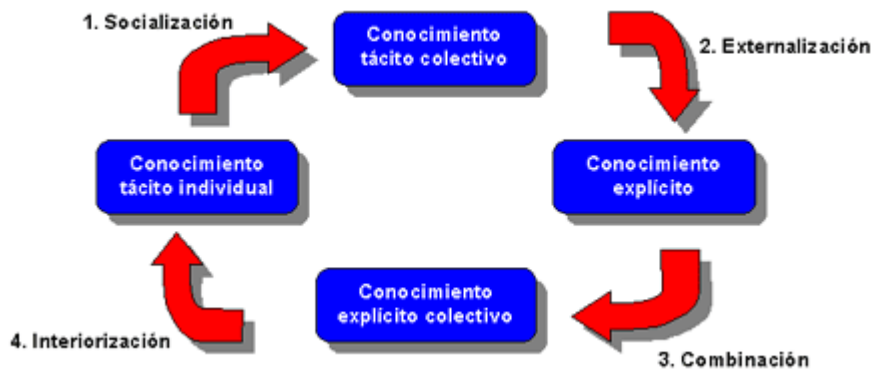 1. Socialización
Conocimiento
tácito colectivo
2. Externalización
Conocimiento
tácito individual
Conocimiento
explícito
Conocimiento
explícito colectivo
4. Interiorización
3. Combinación